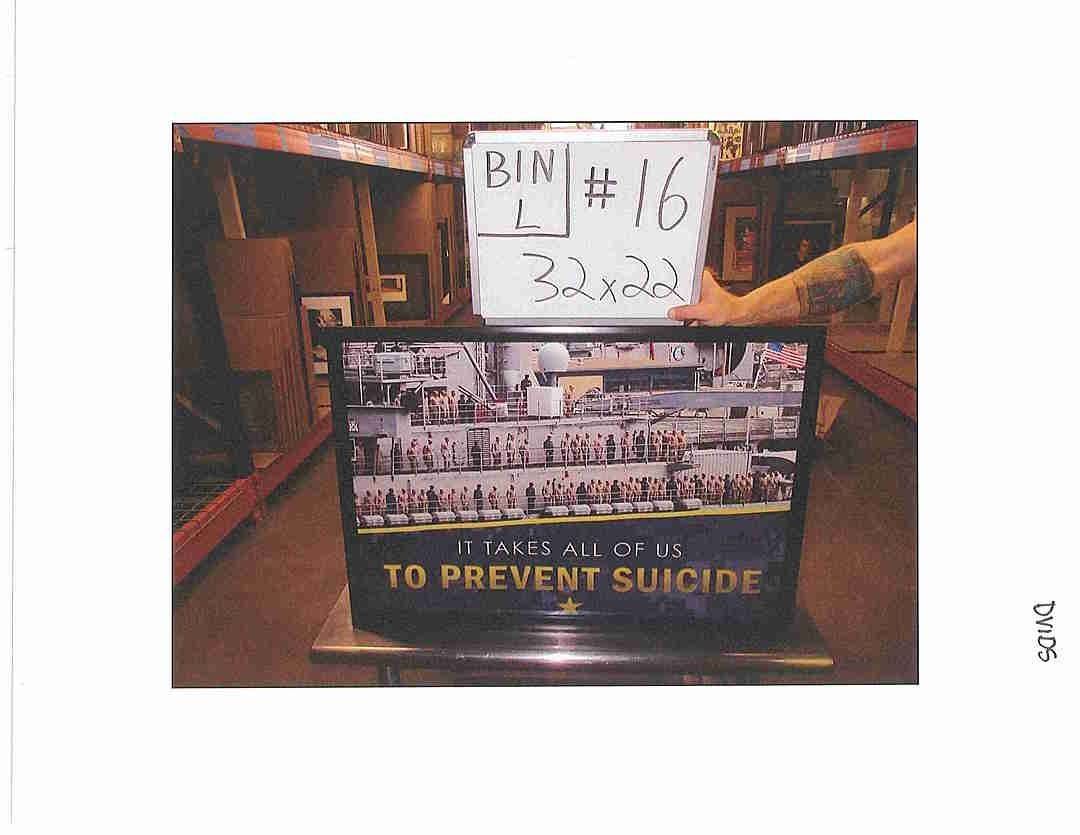 BIN
L
# 16
32x22
IT TAKES ALL OF US
TO PREVENT SUICIDE
DVIDS